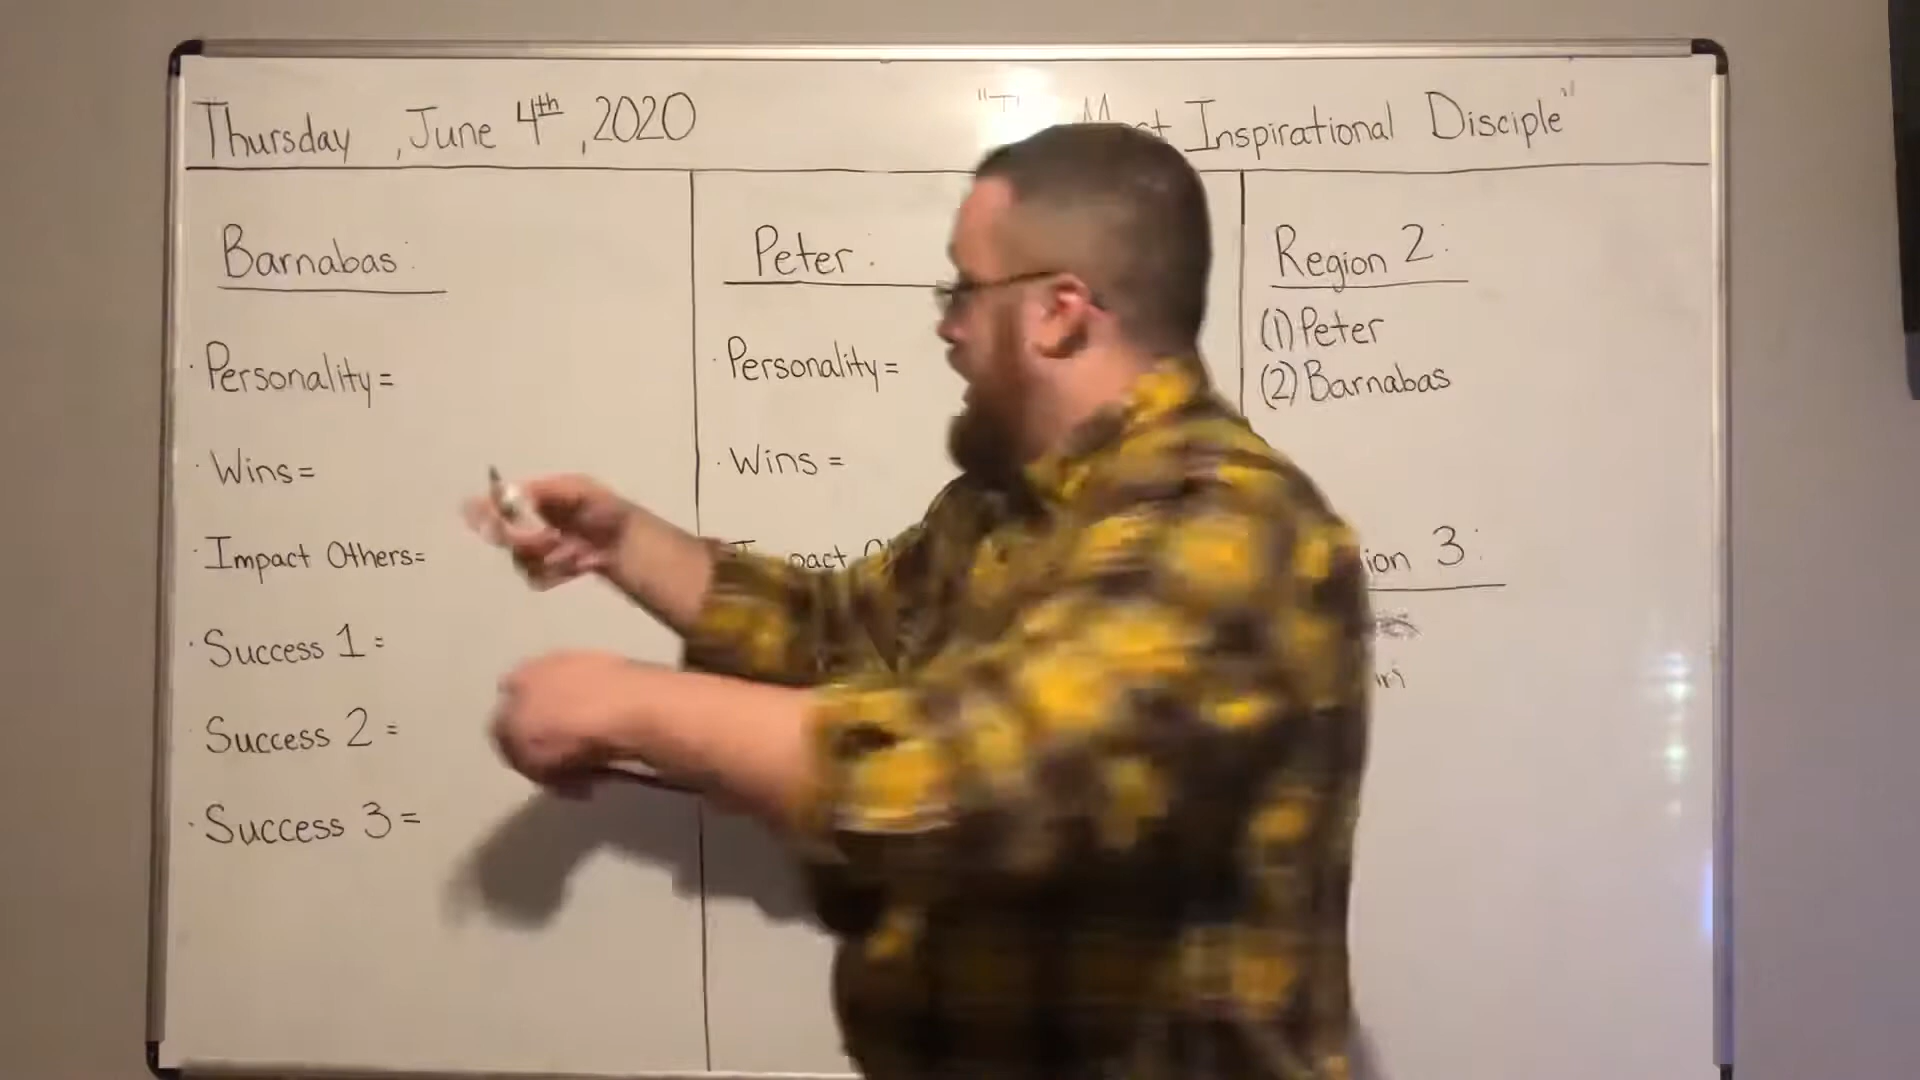 Thursday, June 4th, 2020
Inspirational Disciple"
Barnabas:
· Personality=
· Wins=
· Impact Others=
· Success 1=
· Success 2=
· Success 3=
Peter:
· Personality=
· Wins=
Region 2:
(1) Peter
(2) Barnabas
3: